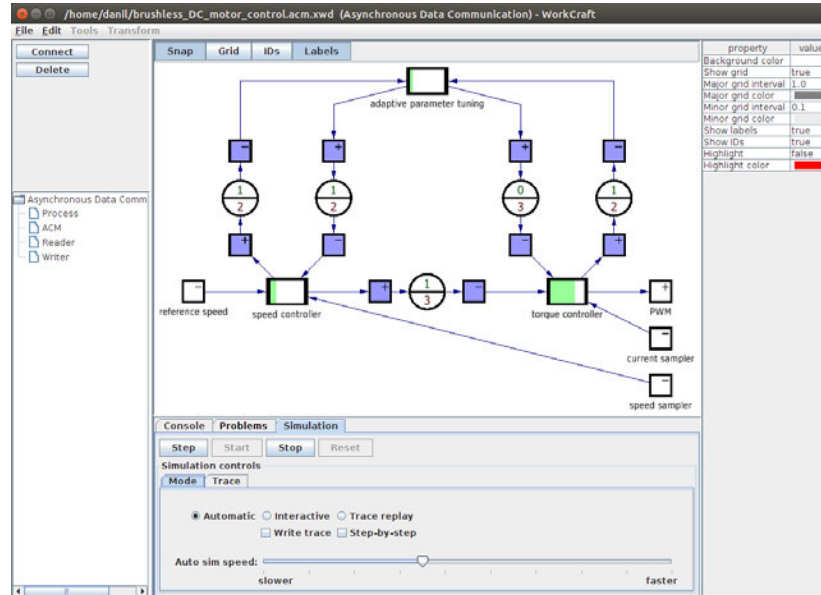 /home/danil/brushless_DC_motor_control.acm.xwd (Asynchronous Data Communication) - WorkCraft
File Edit Tools Transform
Connect
Delete
Snap Grid IDs Labels
adaptive parameter tuning
- + + -
1 1 0 1
2 2 3 2
+ - - +
- + 1 - +
3
reference speed speed controller torque controller PWM
-
current sampler
-
speed sampler
Asynchronous Data Comm
Process
ACM
Reader
Writer
property value
Background color
Show grid true
Major grid interval 1.0
Major grid color
Minor grid interval 0.1
Minor grid color
Show labels true
Show IDs true
Highlight false
Highlight color
Console Problems Simulation
Step Start Stop Reset
Simulation controls
Mode Trace
Automatic Interactive Trace replay
Write trace Step-by-step
Auto sim speed:
slower faster